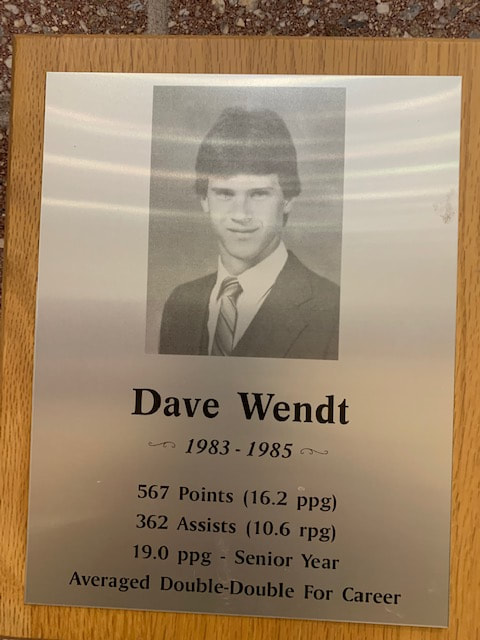 Dave Wendt
1983 - 1985
567 Points (16.2 ppg)
362 Assists (10.6 rpg)
19.0 ppg - Senior Year
Averaged Double-Double For Career